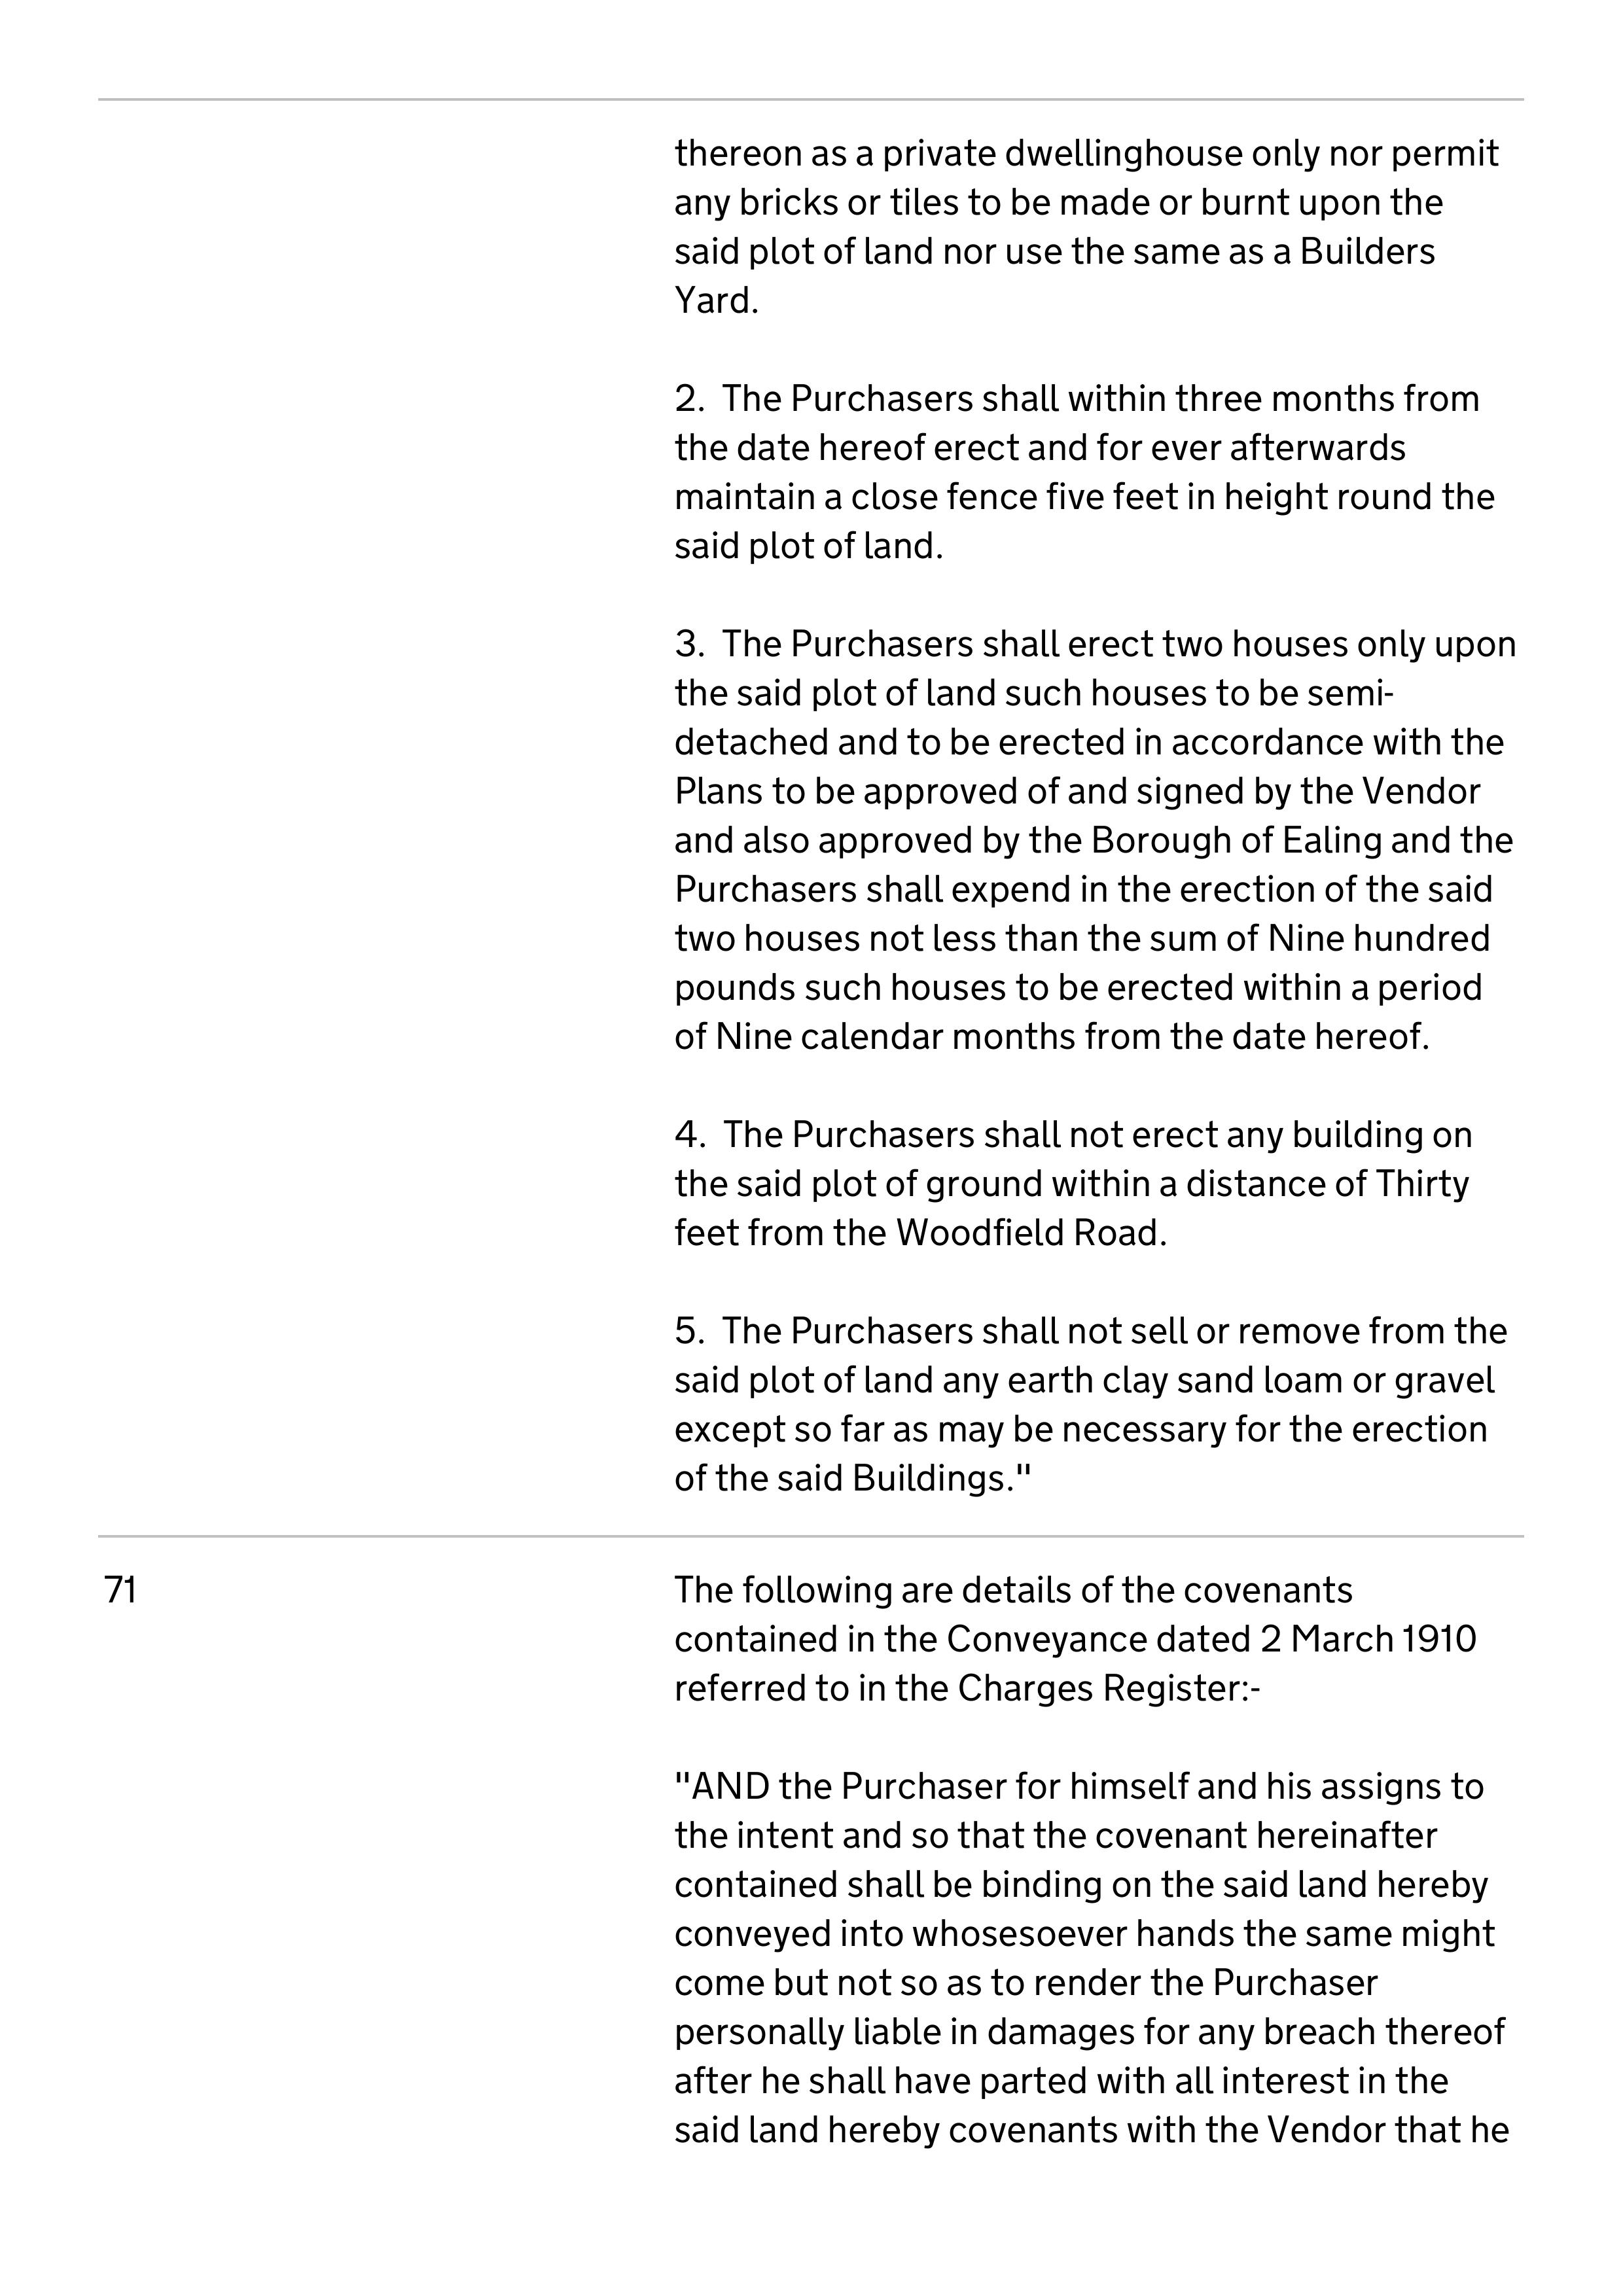 thereon as a private dwellinghouse only nor permit
any bricks or tiles to be made or burnt upon the
said plot of land nor use the same as a Builders
Yard.
2. The Purchasers shall within three months from
the date hereof erect and for ever afterwards
maintain a close fence five feet in height round the
said plot of land.
3. The Purchasers shall erect two houses only upon
the said plot of land such houses to be semi-
detached and to be erected in accordance with the
Plans to be approved of and signed by the Vendor
and also approved by the Borough of Ealing and the
Purchasers shall expend in the erection of the said
two houses not less than the sum of Nine hundred
pounds such houses to be erected within a period
of Nine calendar months from the date hereof.
4. The Purchasers shall not erect any building on
the said plot of ground within a distance of Thirty
feet from the Woodfield Road.
5. The Purchasers shall not sell or remove from the
said plot of land any earth clay sand loam or gravel
except so far as may be necessary for the erection
of the said Buildings."
71 The following are details of the covenants
contained in the Conveyance dated 2 March 1910
referred to in the Charges Register:-
"AND the Purchaser for himself and his assigns to
the intent and so that the covenant hereinafter
contained shall be binding on the said land hereby
conveyed into whosesoever hands the same might
come but not so as to render the Purchaser
personally liable in damages for any breach thereof
after he shall have parted with all interest in the
said land hereby covenants with the Vendor that he